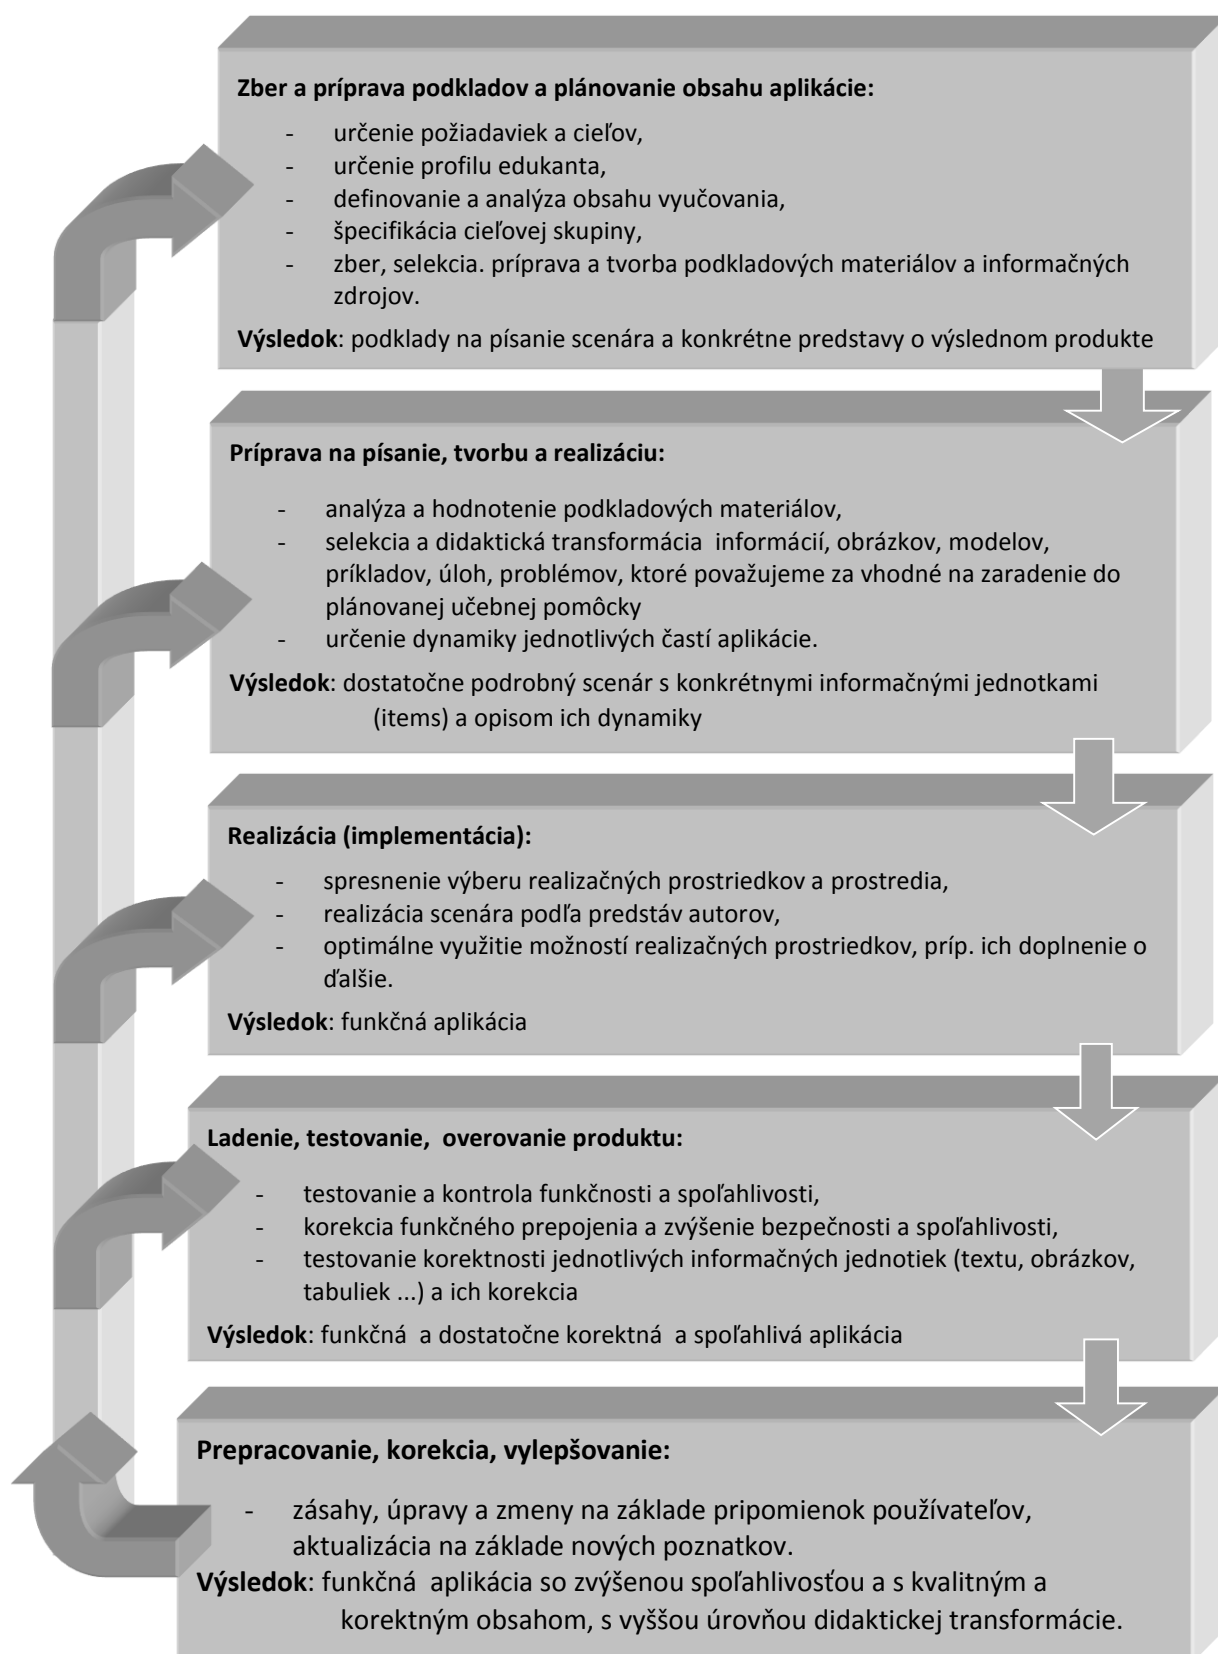 Zber a príprava podkladov a plánovanie obsahu aplikácie:
- určenie požiadaviek a cieľov,
- určenie profilu edukanta,
- definovanie a analýza obsahu vyučovania,
- špecifikácia cieľovej skupiny,
- zber, selekcia. príprava a tvorba podkladových materiálov a informačných
zdrojov.
Výsledok: podklady na písanie scenára a konkrétne predstavy o výslednom produkte
Príprava na písanie, tvorbu a realizáciu:
- analýza a hodnotenie podkladových materiálov,
- selekcia a didaktická transformácia informácií, obrázkov, modelov,
príkladov, úloh, problémov, ktoré považujeme za vhodné na zaradenie do
plánovanej učebnej pomôcky
- určenie dynamiky jednotlivých častí aplikácie.
Výsledok: dostatočne podrobný scenár s konkrétnymi informačnými jednotkami
(items) a opisom ich dynamiky
Realizácia (implementácia):
- spresnenie výberu realizačných prostriedkov a prostredia,
- realizácia scenára podľa predstáv autorov,
- optimálne využitie možností realizačných prostriedkov, príp. ich doplnenie o
ďalšie.
Výsledok: funkčná aplikácia
Ladenie, testovanie, overovanie produktu:
- testovanie a kontrola funkčnosti a spoľahlivosti,
- korekcia funkčného prepojenia a zvýšenie bezpečnosti a spoľahlivosti,
- testovanie korektnosti jednotlivých informačných jednotiek (textu, obrázkov,
tabuliek ...) a ich korekcia
Výsledok: funkčná a dostatočne korektná a spoľahlivá aplikácia
Prepracovanie, korekcia, vylepšovanie:
- zásahy, úpravy a zmeny na základe pripomienok používateľov,
aktualizácia na základe nových poznatkov.
Výsledok: funkčná aplikácia so zvýšenou spoľahlivosťou a s kvalitným a
korektným obsahom, s vyššou úrovňou didaktickej transformácie.